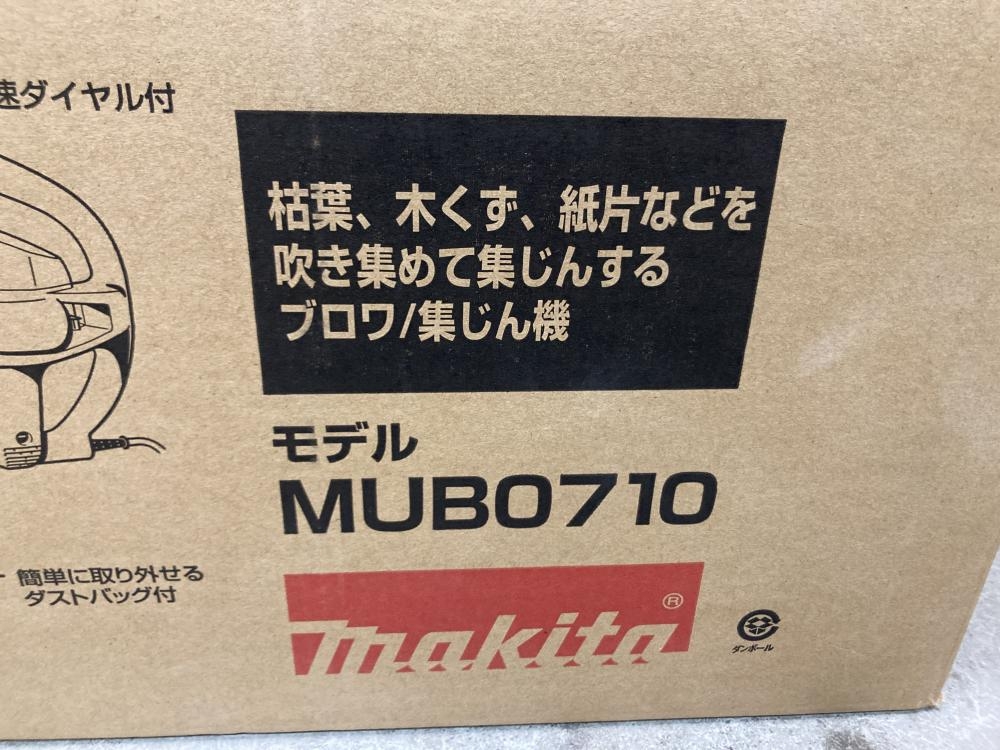 速ダイヤル付
枯葉、木くず、紙片などを
吹き集めて集じんする
ブロワ/集じん機
モデル
MUB0710
簡単に取り外せる
ダストバッグ付
makita®
ダンボール